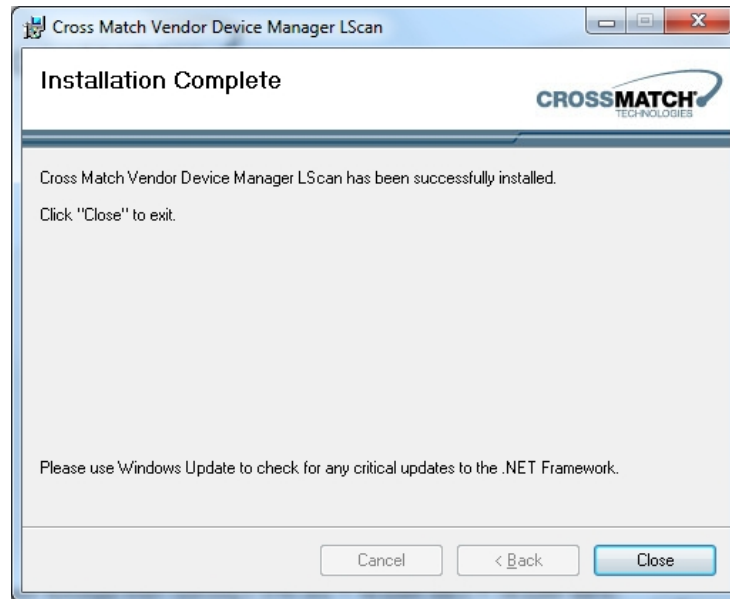 Cross Match Vendor Device Manager LScan
Installation Complete
CROSSMATCH
TECHNOLOGIES
Cross Match Vendor Device Manager LScan has been successfully installed.
Click "Close" to exit.
Please use Windows Update to check for any critical updates to the .NET Framework.
Cancel
< Back
Close